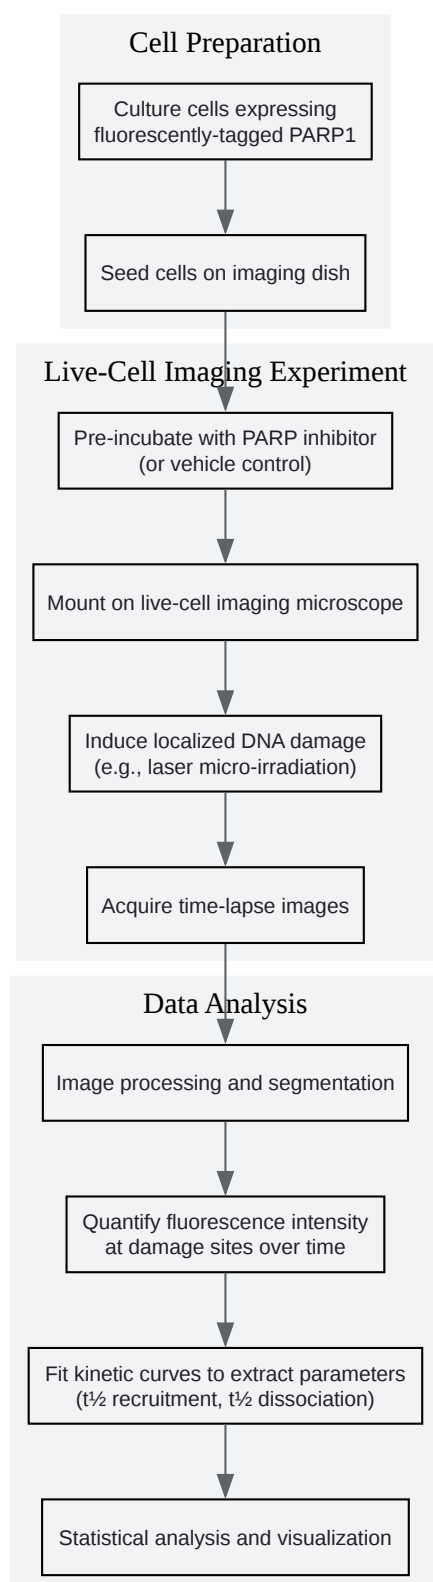 Cell Preparation
Culture cells expressing
fluorescently-tagged PARP1
Seed cells on imaging dish
Live-Cell Imaging Experiment
Pre-incubate with PARP inhibitor
(or vehicle control)
Mount on live-cell imaging microscope
Induce localized DNA damage
(e.g., laser micro-irradiation)
Acquire time-lapse images
Data Analysis
Image processing and segmentation
Quantify fluorescence intensity
at damage sites over time
Fit kinetic curves to extract parameters
(t½ recruitment, t½ dissociation)
Statistical analysis and visualization